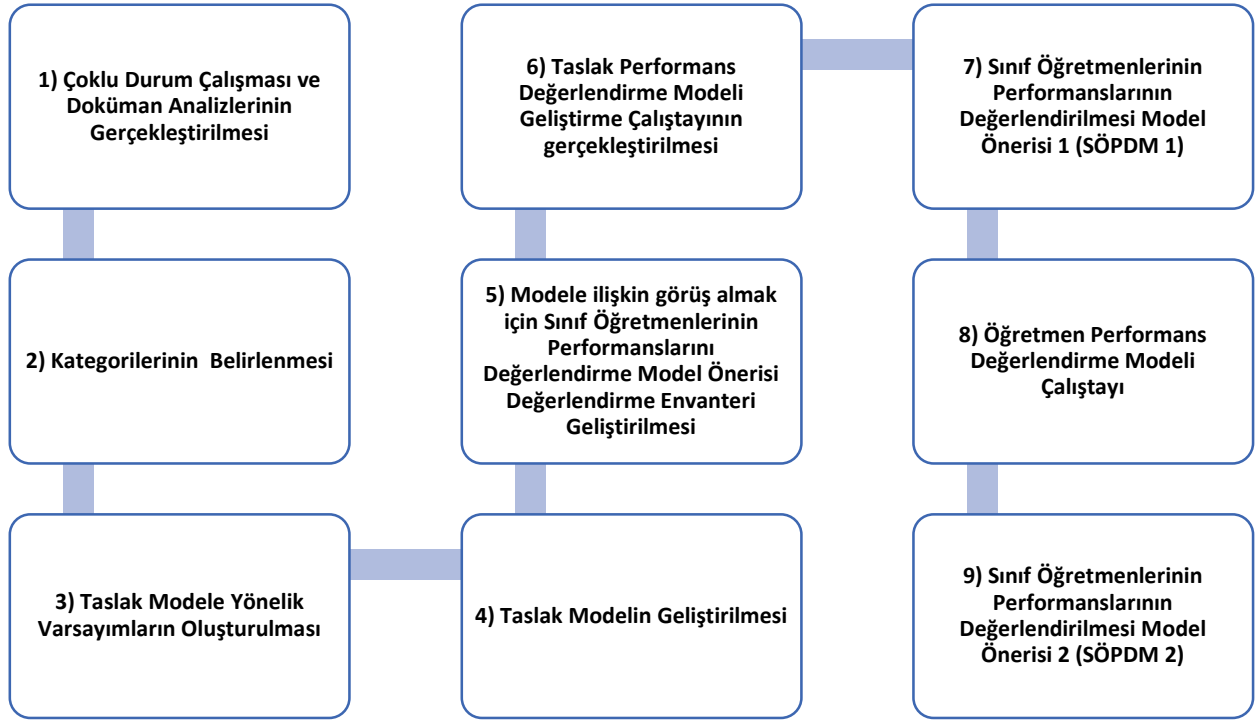 1) Çoklu Durum Çalışması ve
Doküman Analizlerinin
Gerçekleştirilmesi
2) Kategorilerinin Belirlenmesi
3) Taslak Modele Yönelik
Varsayımların Oluşturulması
4) Taslak Modelin Geliştirilmesi
5) Modele ilişkin görüş almak
için Sınıf Öğretmenlerinin
Performanslarını
Değerlendirme Model Önerisi
Değerlendirme Envanteri
Geliştirilmesi
6) Taslak Performans
Değerlendirme Modeli
Geliştirme Çalıştayının
gerçekleştirilmesi
7) Sınıf Öğretmenlerinin
Performanslarının
Değerlendirilmesi Model
Önerisi 1 (SÖPDM 1)
8) Öğretmen Performans
Değerlendirme Modeli
Çalıştayı
9) Sınıf Öğretmenlerinin
Performanslarının
Değerlendirilmesi Model
Önerisi 2 (SÖPDM 2)